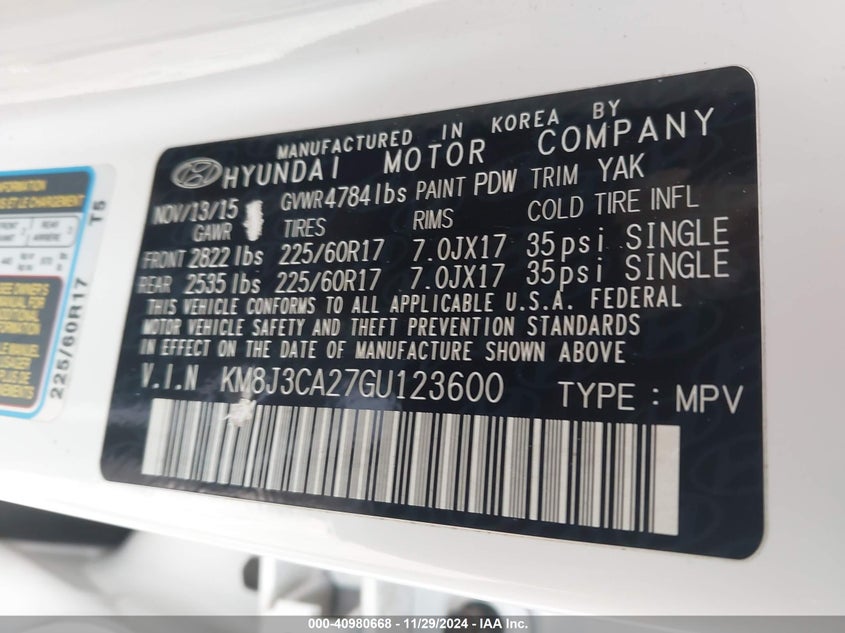 MANUFACTURED IN KOREA BY
HYUNDAI MOTOR COMPANY
NOV/13/15 GVWR 4784 lbs PAINT PDW TRIM YAK
GAWR TIRES RIMS COLD TIRE INFL
FRONT 2822 lbs 225/60R17 7.0JX17 35psi SINGLE
REAR 2535 lbs 225/60R17 7.0JX17 35psi SINGLE
THIS VEHICLE CONFORMS TO ALL APPLICABLE U.S.A. FEDERAL
MOTOR VEHICLE SAFETY AND THEFT PREVENTION STANDARDS
IN EFFECT ON THE DATE OF MANUFACTURE SHOWN ABOVE
V.I.N KM8J3CA27GU123600 TYPE : MPV
225/60R17 T5
000-40980668 - 11/29/2024 - IAA Inc.